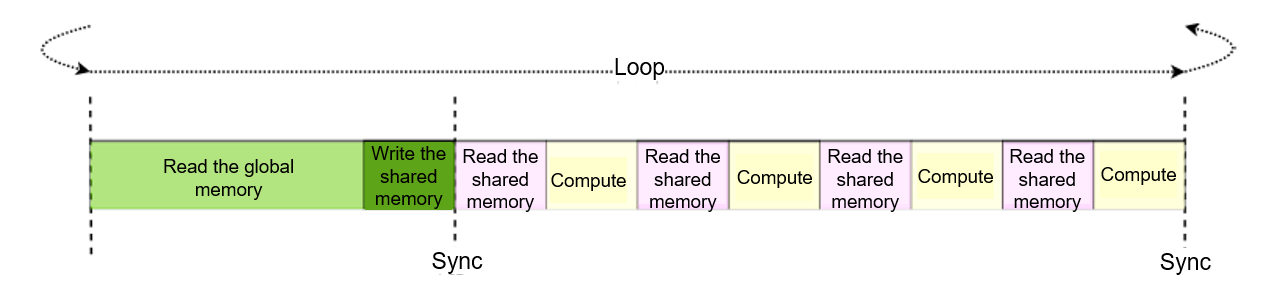 Loop
Read the global
memory
Write the
shared
memory
Read the
shared
memory
Compute
Read the
shared
memory
Compute
Read the
shared
memory
Compute
Read the
shared
memory
Compute
Sync
Sync